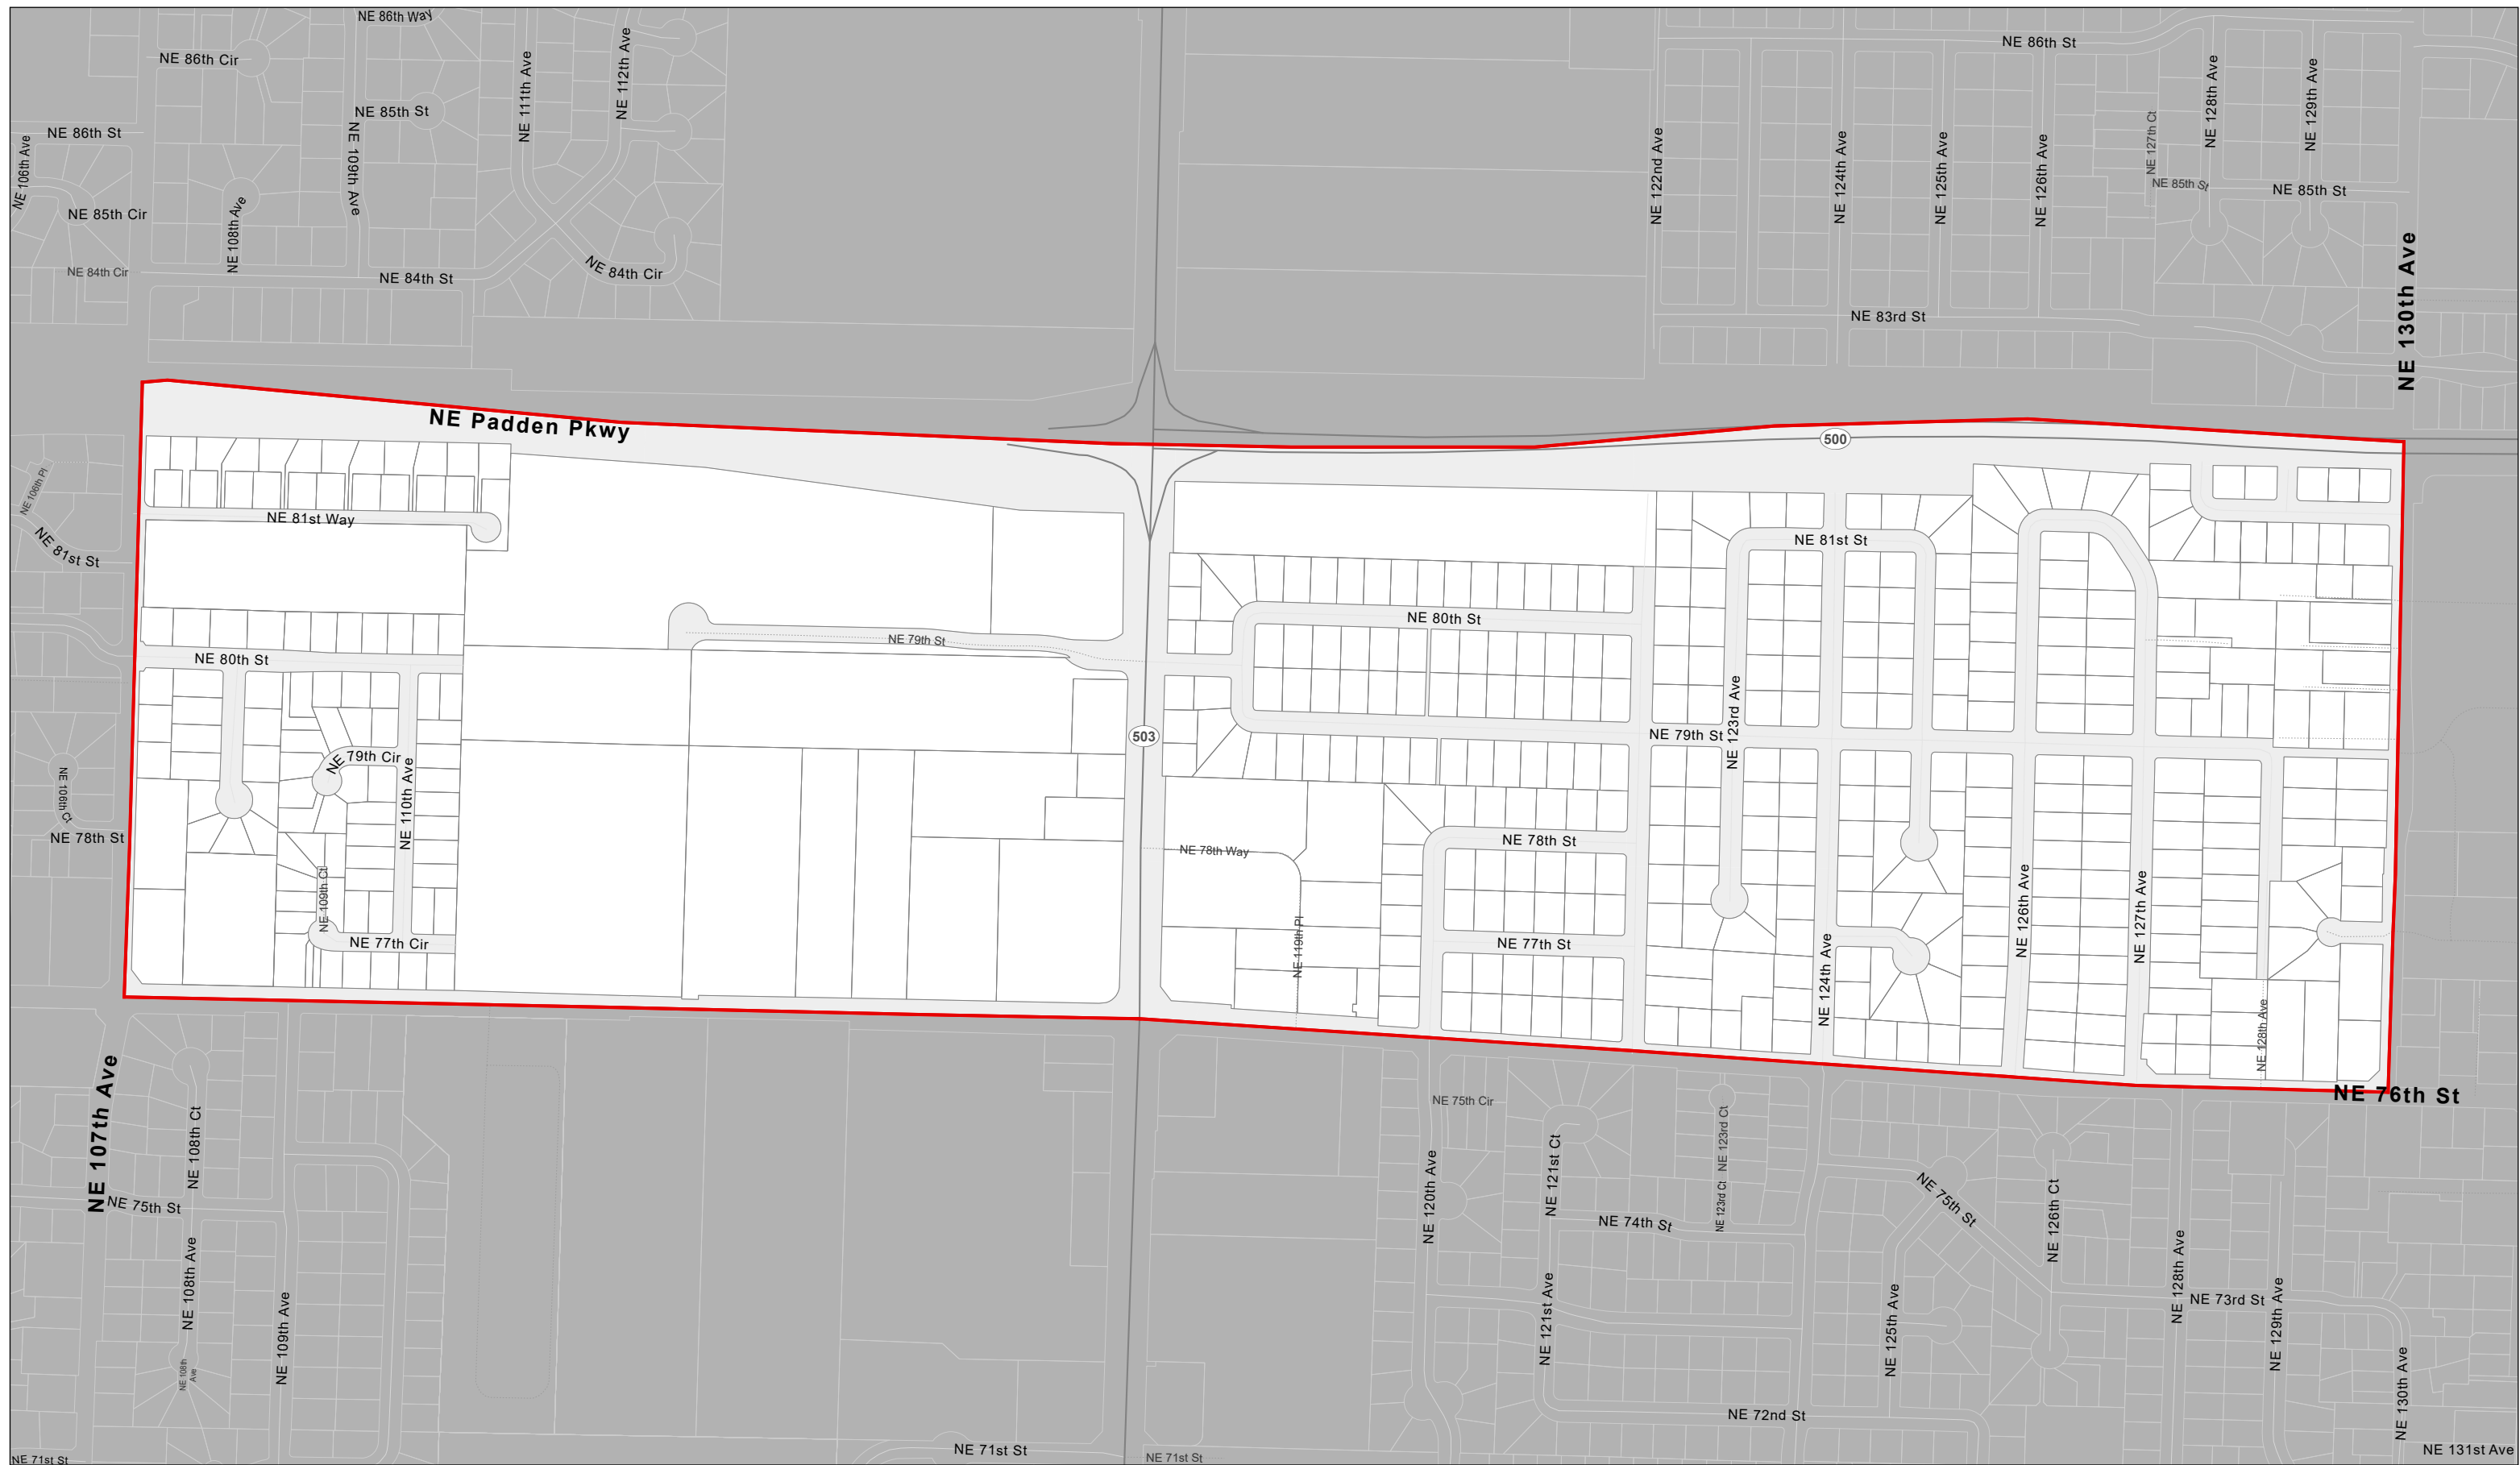 NE 86th Way
NE 86th Cir
NE 85th St
NE 86th St
NE 106th Ave
NE 85th Cir
NE 108th Ave
NE 109th Ave
NE 111th Ave
NE 112th Ave
NE 84th Cir
NE 84th St
NE 84th Cir
NE 86th St
NE 122nd Ave
NE 124th Ave
NE 125th Ave
NE 126th Ave
NE 127th Ct
NE 128th Ave
NE 129th Ave
NE 85th St
NE 85th St
NE 83rd St
NE 130th Ave
NE Padden Pkwy
500
NE 106th Pl
NE 81st St
NE 81st Way
NE 81st St
NE 80th St
NE 79th St
NE 80th St
NE 79th Cir
NE 110th Ave
NE 106th Ct
NE 78th St
NE 109th Ct
NE 77th Cir
503
NE 123rd Ave
NE 79th St
NE 78th Way
NE 78th St
NE 119th Pl
NE 77th St
NE 124th Ave
NE 126th Ave
NE 127th Ave
NE 128th Ave
NE 76th St
NE 107th Ave
NE 108th Ct
NE 75th St
NE 108th Ave
NE 108th
Ave
NE 109th Ave
NE 71st St
NE 71st St
NE 71st St
NE 75th Cir
NE 120th Ave
NE 121st Ct
NE 123rd Ct
NE 123rd Ct
NE 74th St
NE 121st Ave
NE 75th St
NE 126th Ct
NE 125th Ave
NE 128th Ave
NE 73rd St
NE 129th Ave
NE 130th Ave
NE 72nd St
NE 131st Ave